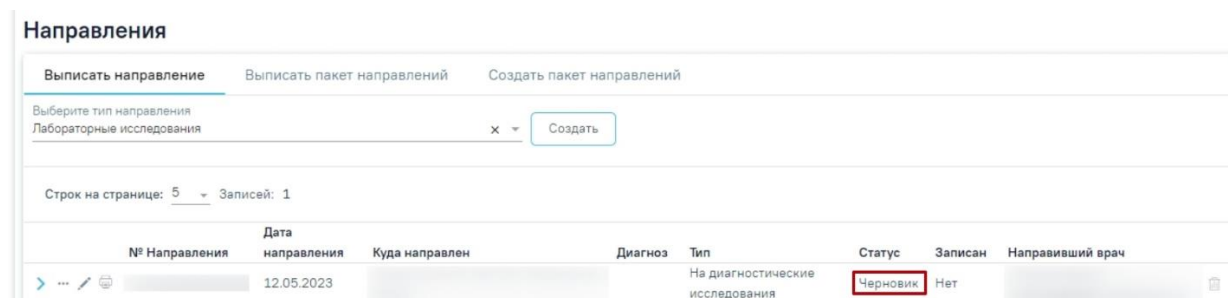 Направления
Выписать направление Выписать пакет направлений Создать пакет направлений
Выберите тип направления
Лабораторные исследования × Создать
Строк на странице: 5 Записей: 1
№ Направления Дата направления Куда направлен Диагноз Тип Статус Записан Направивший врач
12.05.2023 На диагностические исследования Черновик Нет